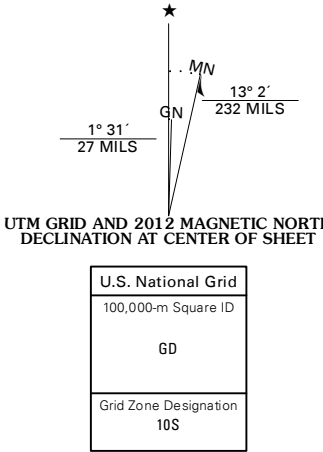 ★
MN
GN
13° 2´
232 MILS
1° 31´
27 MILS
UTM GRID AND 2012 MAGNETIC NORTH
DECLINATION AT CENTER OF SHEET
U.S. National Grid
100,000-m Square ID
GD
Grid Zone Designation
10S